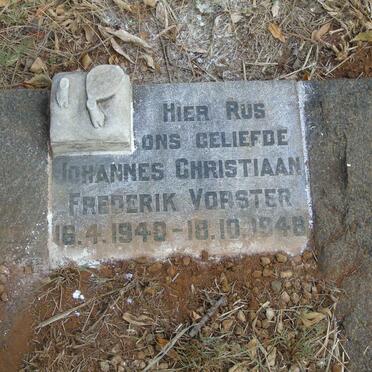 HIER RUS
ONS GELIEFDE
JOHANNES CHRISTIAAN
FREDERIK VORSTER
16.4.1948-18.10.1948